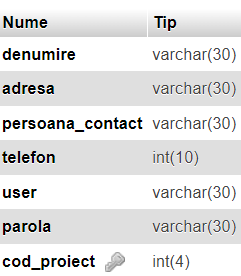 Nume Tip
denumire varchar(30)
adresa varchar(30)
persoana_contact varchar(30)
telefon int(10)
user varchar(30)
parola varchar(30)
cod_proiect int(4)